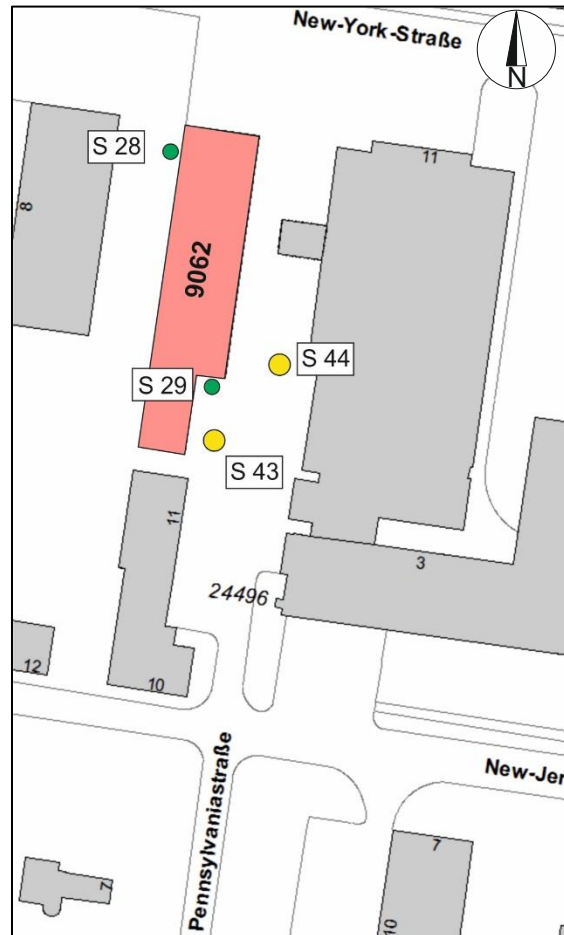 New-York-Straße
N
S 28
11
8
9062
S 44
S 29
S 43
11
3
24496
12
10
Pennsylvaniastraße
New-Jer
7
7
10